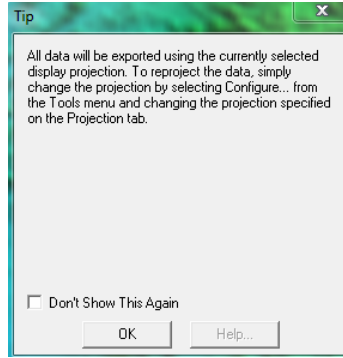 Tip
x
All data will be exported using the currently selected
display projection. To reproject the data, simply
change the projection by selecting Configure... from
the Tools menu and changing the projection specified
on the Projection tab.
Don't Show This Again
OK
Help...